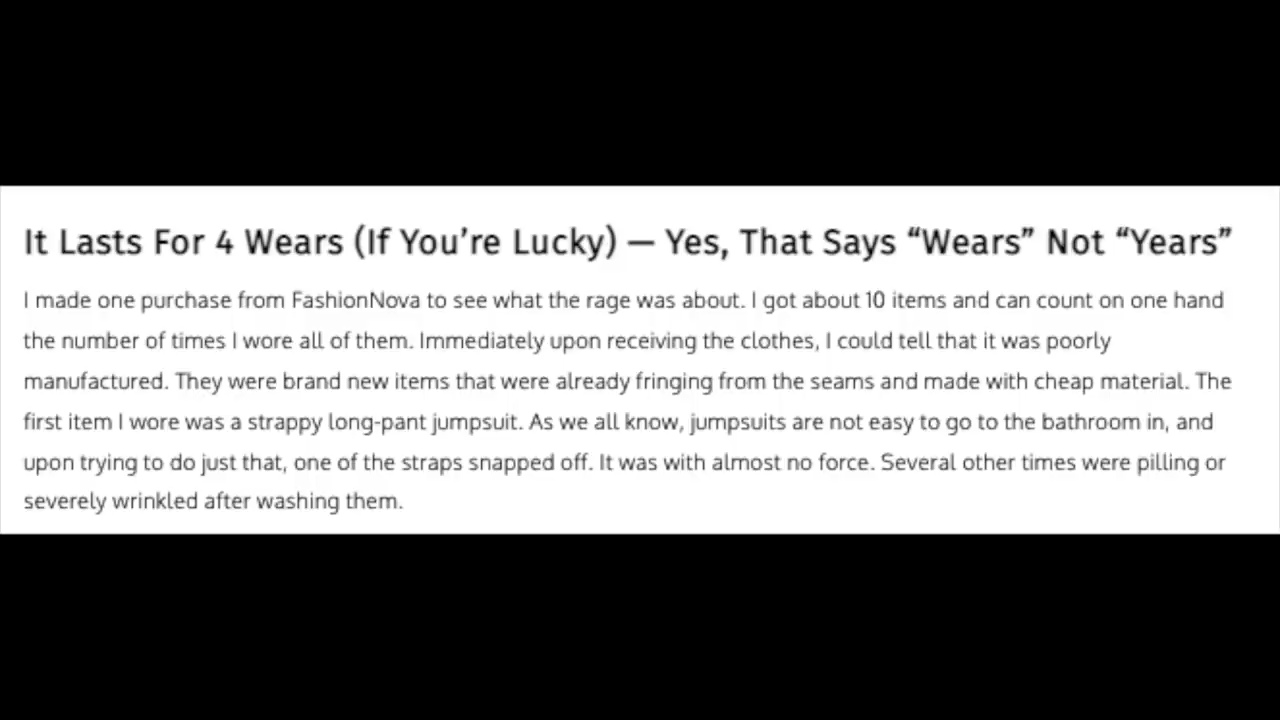 It Lasts For 4 Wears (If You’re Lucky) — Yes, That Says “Wears” Not “Years”
I made one purchase from FashionNova to see what the rage was about. I got about 10 items and can count on one hand
the number of times I wore all of them. Immediately upon receiving the clothes, I could tell that it was poorly
manufactured. They were brand new items that were already fringing from the seams and made with cheap material. The
first item I wore was a strappy long-pant jumpsuit. As we all know, jumpsuits are not easy to go to the bathroom in, and
upon trying to do just that, one of the straps snapped off. It was with almost no force. Several other times were pilling or
severely wrinkled after washing them.